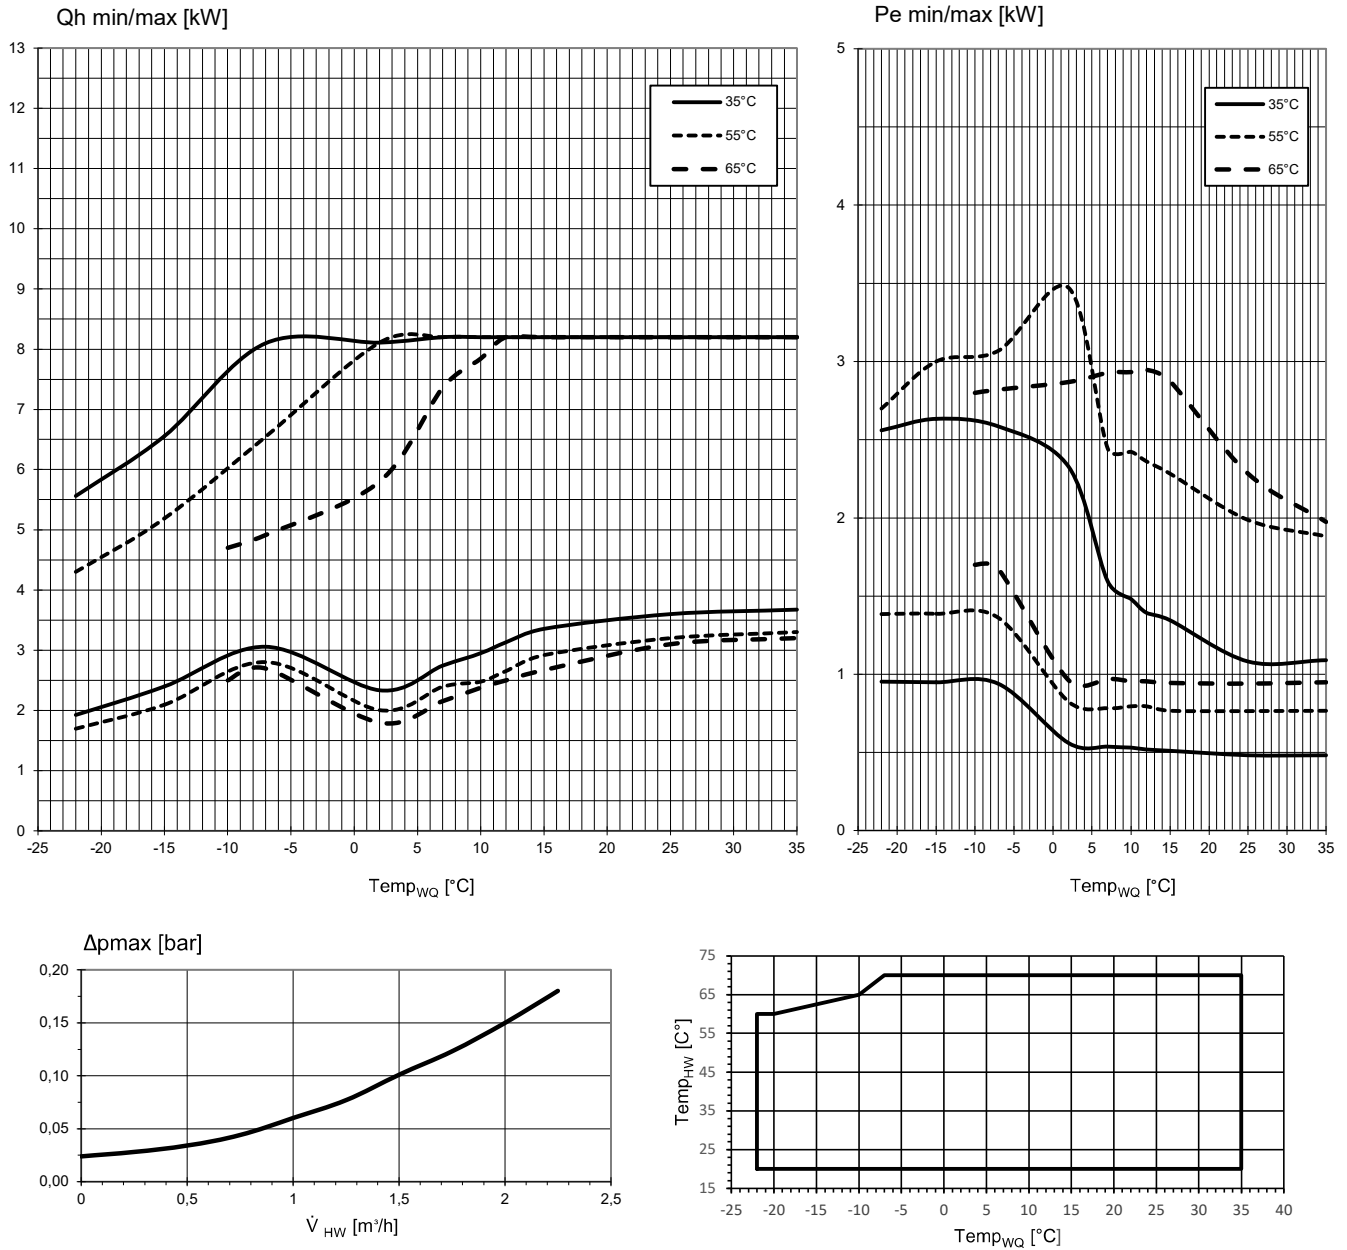 Qh min/max [kW]
13
12
11
10
9
8
7
6
5
4
3
2
1
0
-25 -20 -15 -10 -5 0 5 10 15 20 25 30 35
35°C
55°C
65°C
Temp_WQ [°C]
Pe min/max [kW]
5
4
3
2
1
0
-25 -20 -15 -10 -5 0 5 10 15 20 25 30 35
35°C
55°C
65°C
Temp_WQ [°C]
Δpmax [bar]
0,20
0,15
0,10
0,05
0,00
0 0,5 1 1,5 2 2,5
V̇ HW [m³/h]
Temp_HW [C°]
75
65
55
45
35
25
15
-25 -20 -15 -10 -5 0 5 10 15 20 25 30 35 40
Temp_WQ [°C]